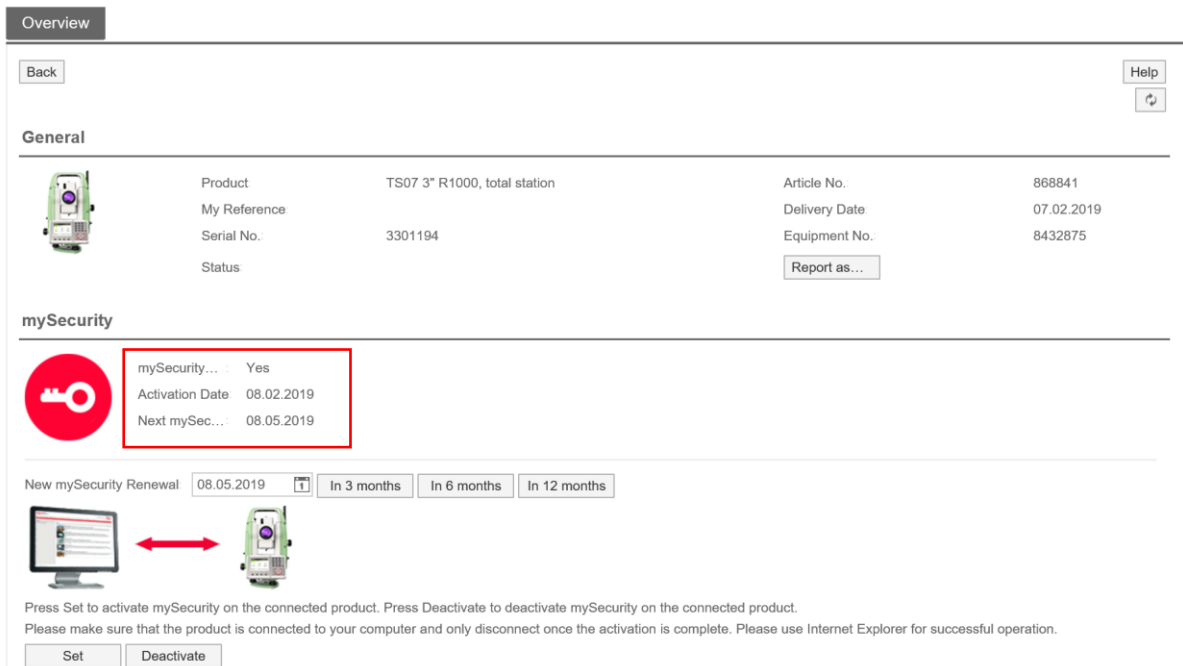 Overview
Back
Help
General
Product TS07 3" R1000, total station Article No.: 868841
My Reference: Delivery Date: 07.02.2019
Serial No.: 3301194 Equipment No.: 8432875
Status: Report as...
mySecurity
mySecurity... : Yes
Activation Date 08.02.2019
Next mySec... : 08.05.2019
New mySecurity Renewal 08.05.2019 In 3 months In 6 months In 12 months
Press Set to activate mySecurity on the connected product. Press Deactivate to deactivate mySecurity on the connected product.
Please make sure that the product is connected to your computer and only disconnect once the activation is complete. Please use Internet Explorer for successful operation.
Set Deactivate